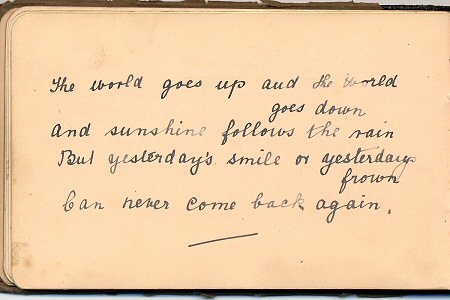 The world goes up and the world
goes down
and sunshine follows the rain
But yesterday's smile or yesterdays
frown
Can never come back again.